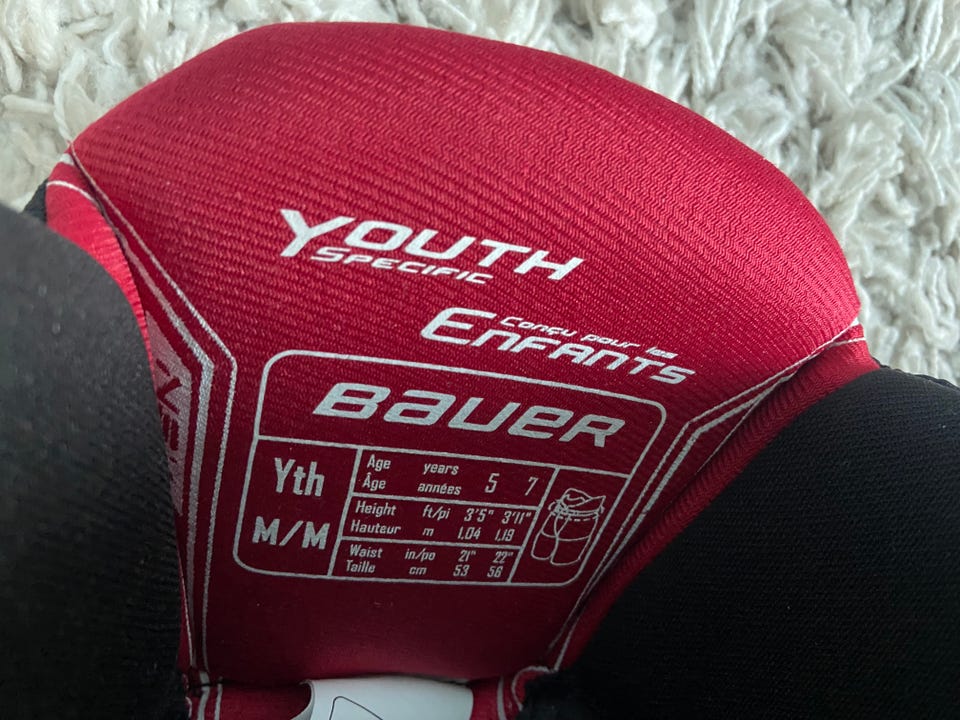 YOUTH
SPECIFIC
Conçu pour les
ENFANTS
BAUER
Yth
M/M
Age years 5 7
Âge années
Height ft/pi 3'5" 3'11"
Hauteur m 1.04 1.19
Waist in/po 21" 22"
Taille cm 53 56